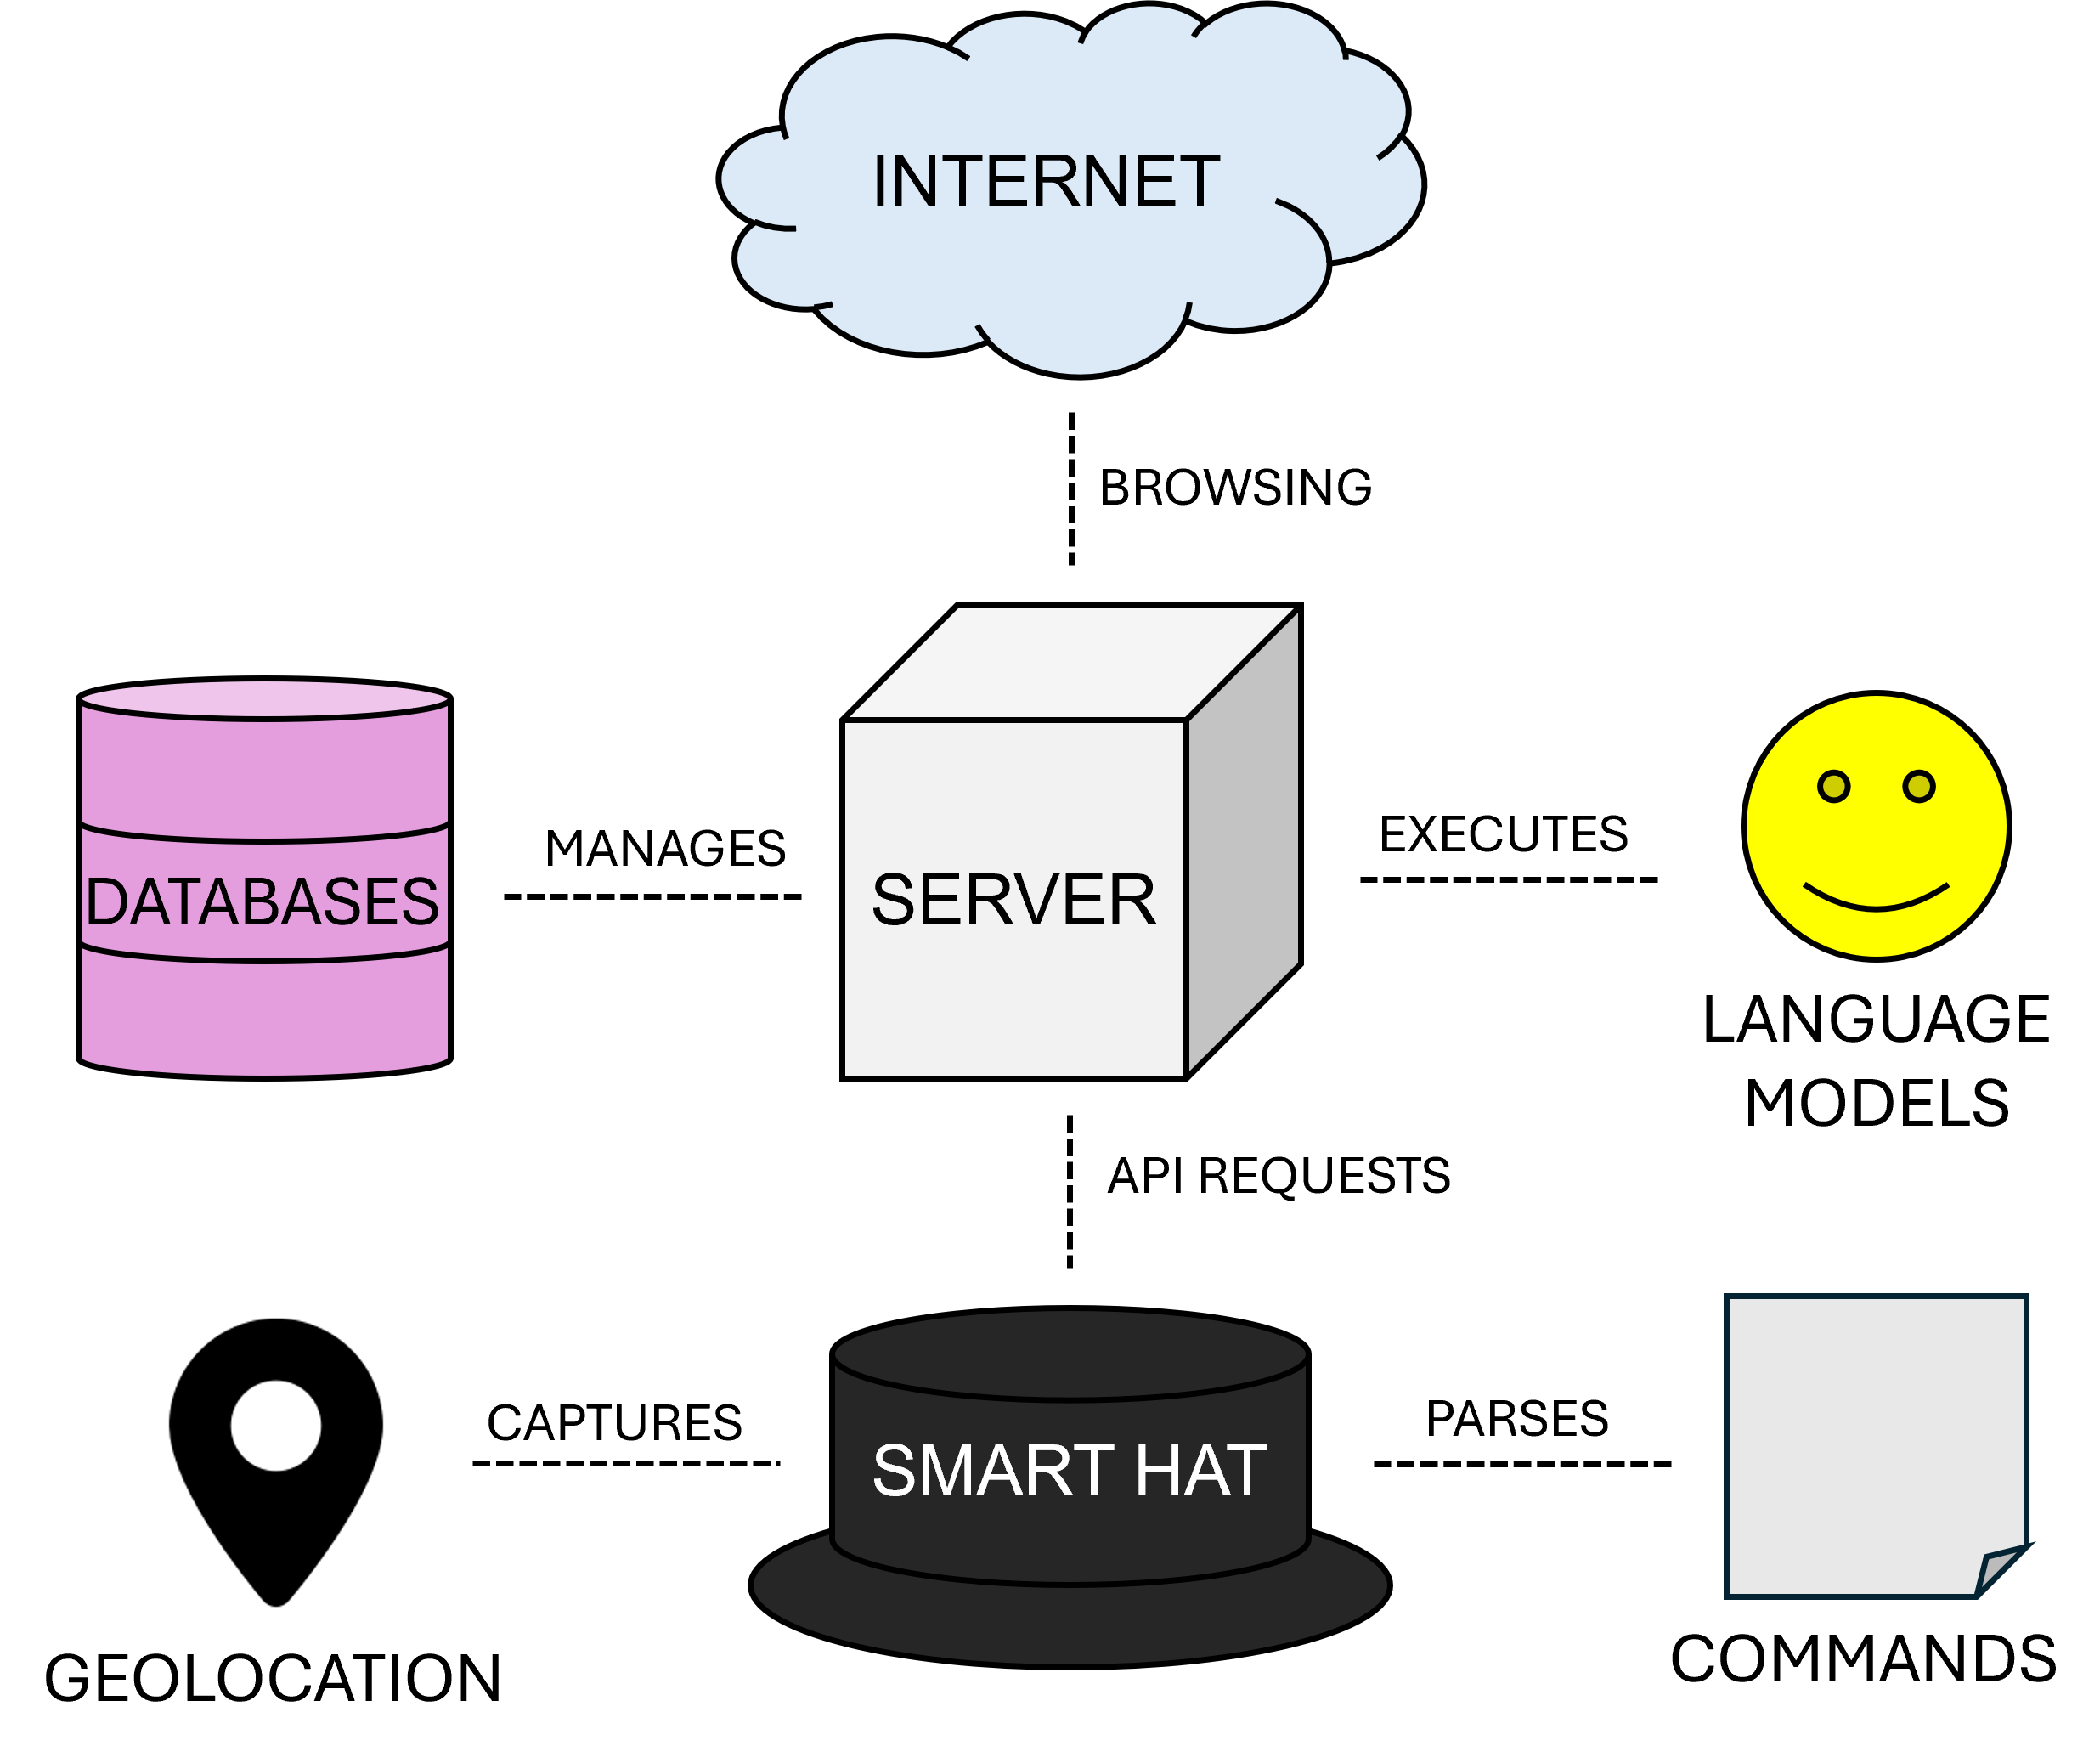 INTERNET
BROWSING
MANAGES
EXECUTES
DATABASES
SERVER
LANGUAGE
MODELS
API REQUESTS
CAPTURES
PARSES
SMART HAT
GEOLOCATION
COMMANDS